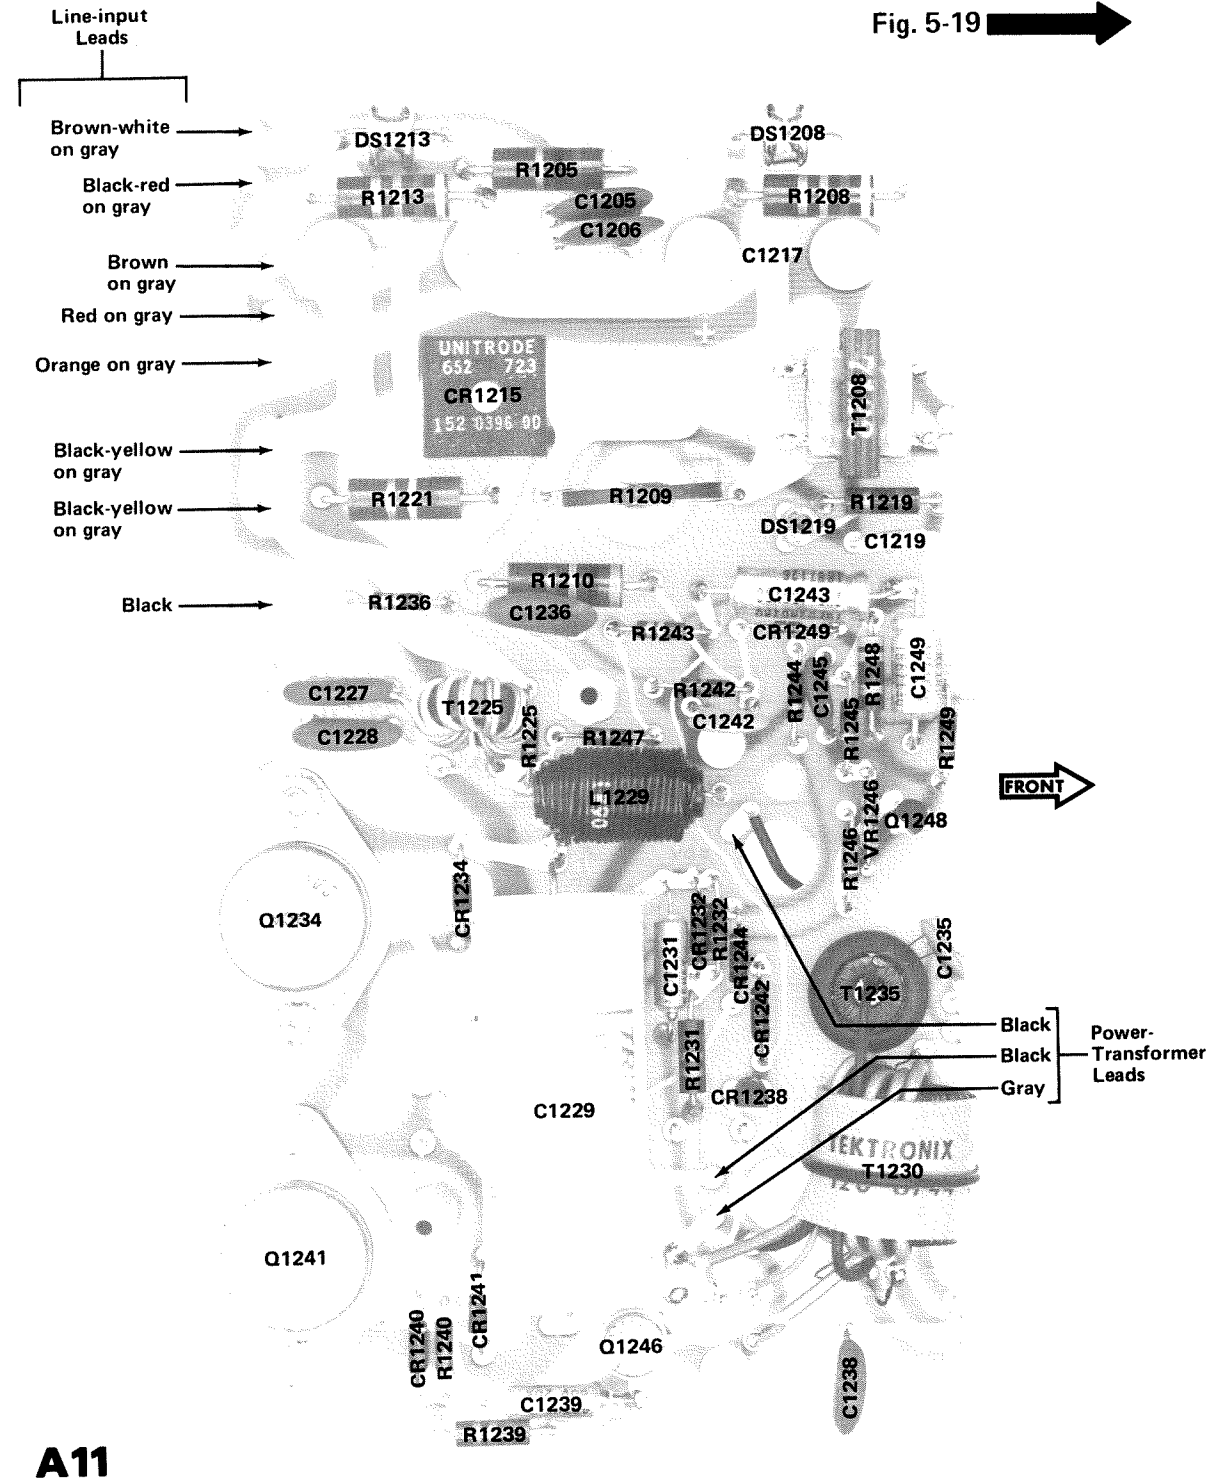 Line-input
Leads
Fig. 5-19
Brown-white
on gray
Black-red
on gray
Brown
on gray
Red on gray
Orange on gray
Black-yellow
on gray
Black-yellow
on gray
Black
DS1213
DS1208
R1205
R1213
R1208
C1205
C1206
C1217
+
UNITRODE
652 723
CR1215
152 0396 00
T1208
R1221
R1209
R1219
DS1219
C1219
R1210
R1236
C1236
C1243
R1243
CR1249
R1244
C1245
R1248
C1249
C1227
T1225
R1242
C1242
R1245
R1249
C1228
R1225
R1247
L1229
FRONT
VR1246
Q1248
R1246
CR1234
Q1234
CR1232
R1232
C1231
CR1244
C1235
T1235
CR1242
R1231
CR1238
C1229
Black
Black
Gray
Power-
Transformer
Leads
TEKTRONIX
T1230
Q1241
CR1241
CR1240
R1240
Q1246
C1238
C1239
R1239
A11